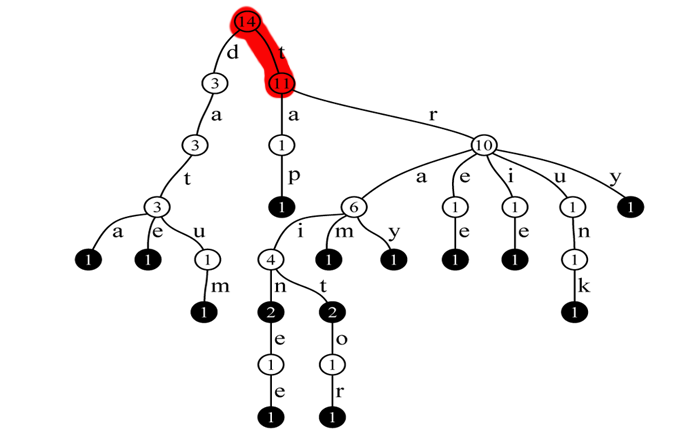 14
d t
3 11
a a r
3 1 10
t p a e i u y
3 1 6 1 1 1 1
a e u i m y e e n
1 1 1 4 1 1 1 1 1
m n t k
1 2 2 1
e o
1 1
e r
1 1